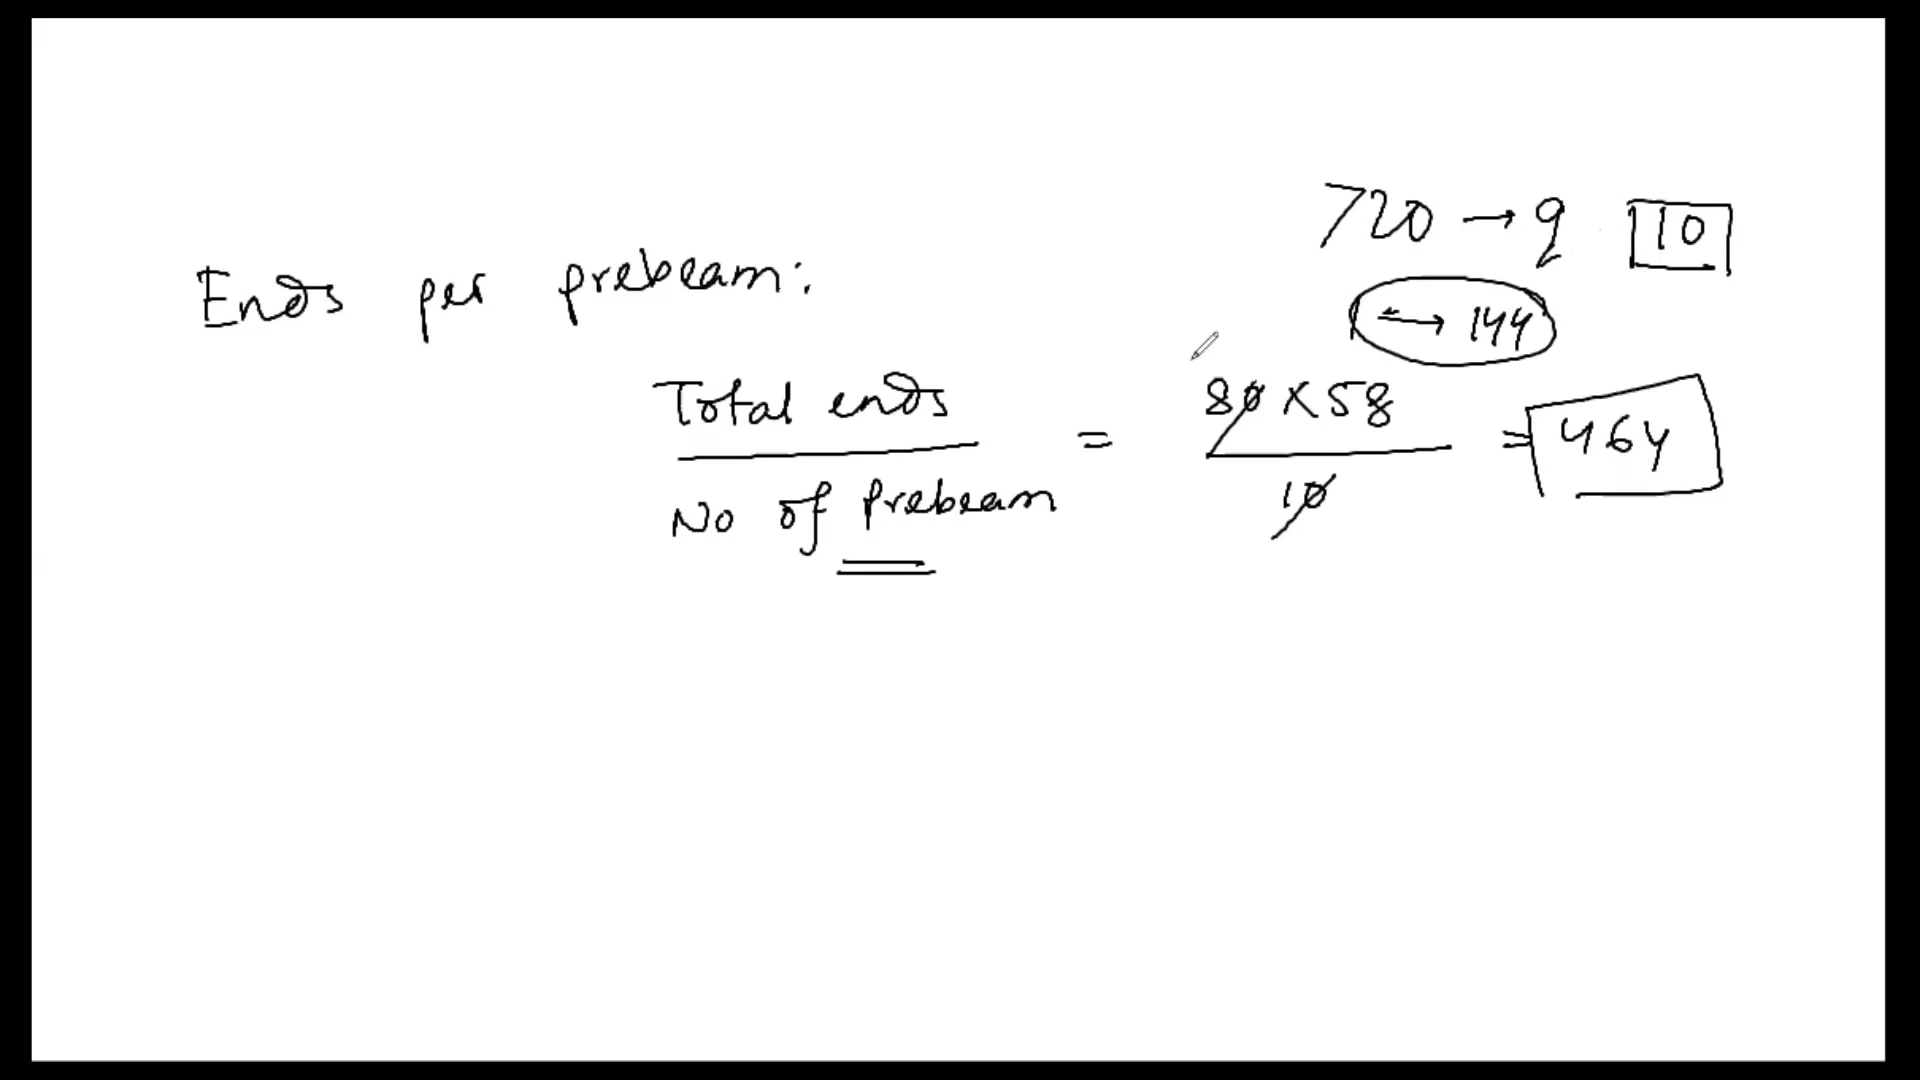 720 → 9 10
Ends per prebeam:
→ 144
Total ends / No of Prebeam = 80 × 58 / 10 = 464